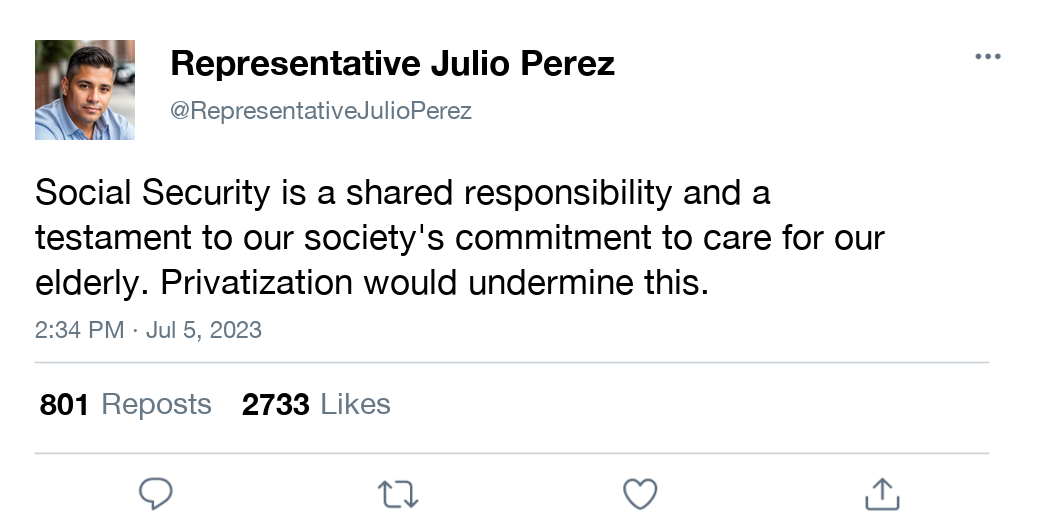 Representative Julio Perez
@RepresentativeJulioPerez
Social Security is a shared responsibility and a
testament to our society's commitment to care for our
elderly. Privatization would undermine this.
2:34 PM · Jul 5, 2023
801 Reposts 2733 Likes